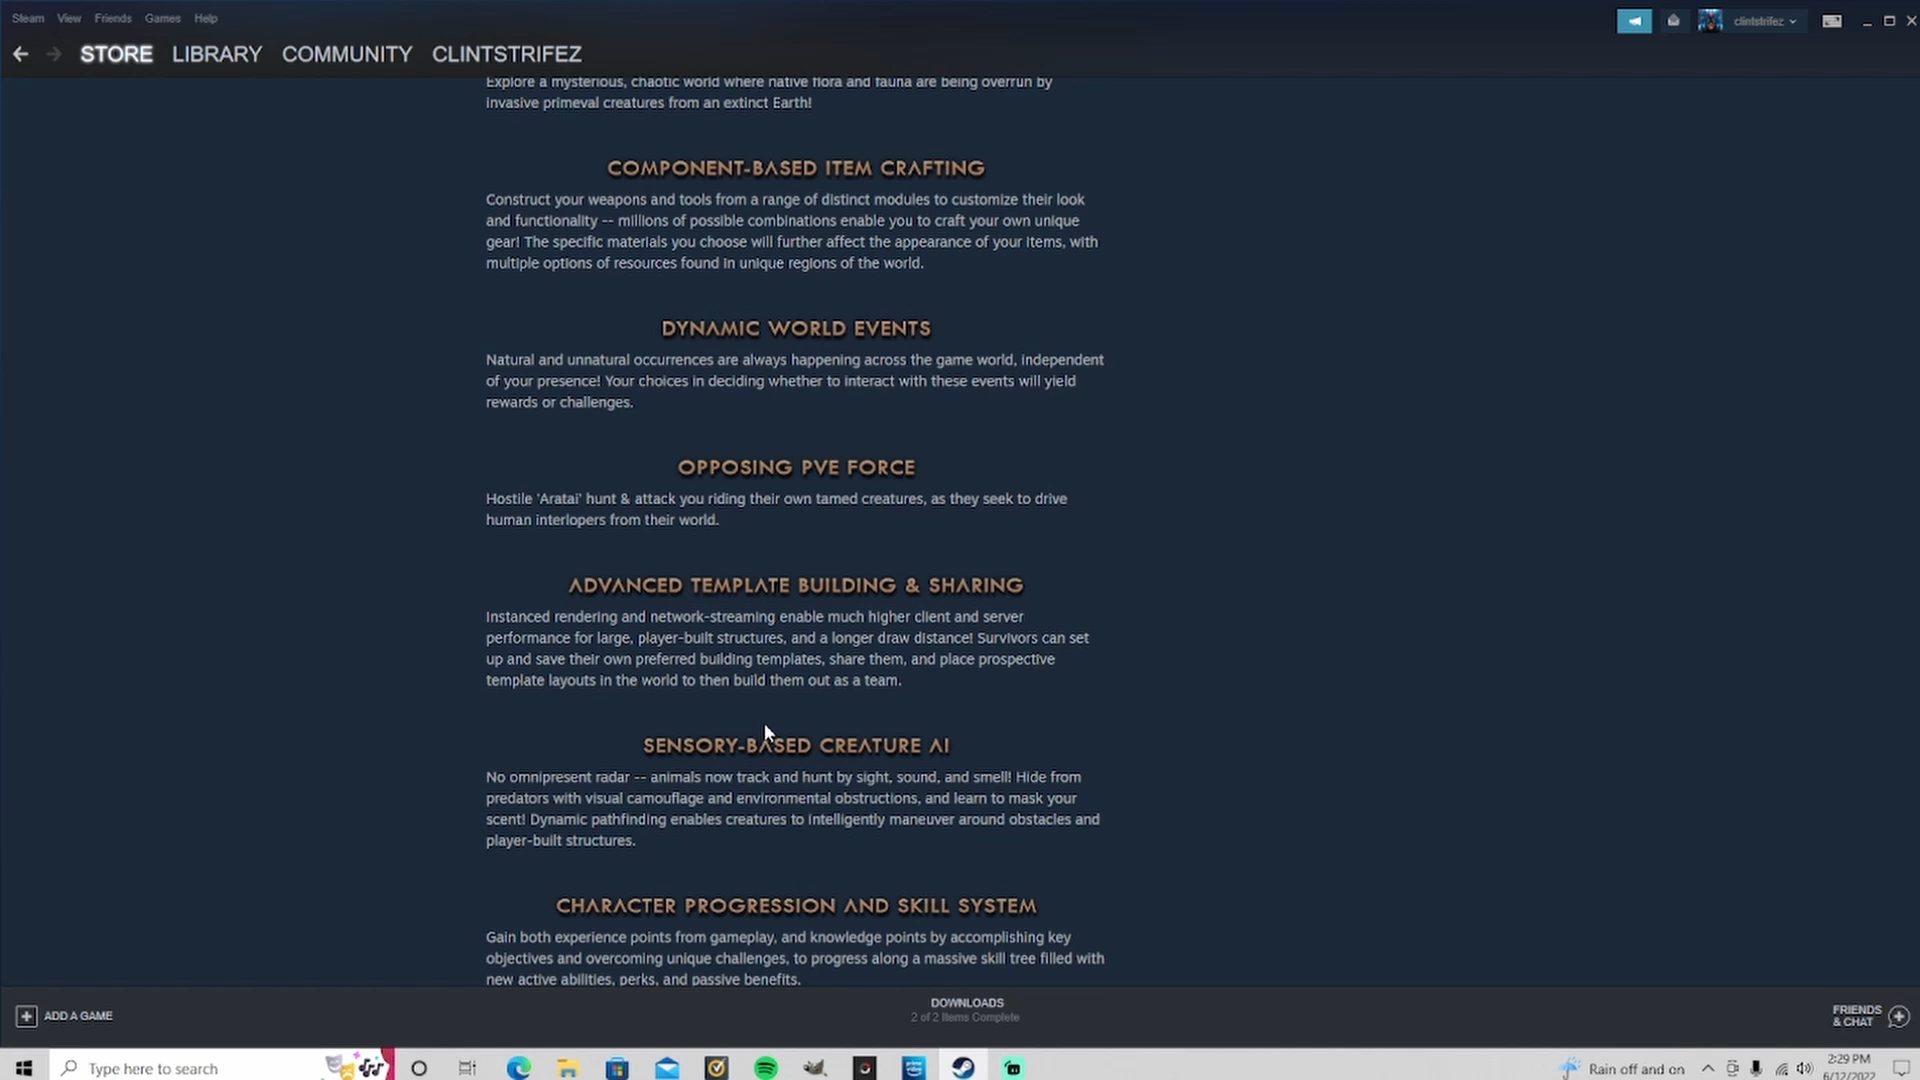 Steam View Friends Games Help
clintstrifez
STORE LIBRARY COMMUNITY CLINTSTRIFEZ
Explore a mysterious, chaotic world where native flora and fauna are being overrun by
invasive primeval creatures from an extinct Earth!
COMPONENT-BASED ITEM CRAFTING
Construct your weapons and tools from a range of distinct modules to customize their look
and functionality -- millions of possible combinations enable you to craft your own unique
gear! The specific materials you choose will further affect the appearance of your items, with
multiple options of resources found in unique regions of the world.
DYNAMIC WORLD EVENTS
Natural and unnatural occurrences are always happening across the game world, independent
of your presence! Your choices in deciding whether to interact with these events will yield
rewards or challenges.
OPPOSING PVE FORCE
Hostile 'Aratai' hunt & attack you riding their own tamed creatures, as they seek to drive
human interlopers from their world.
ADVANCED TEMPLATE BUILDING & SHARING
Instanced rendering and network-streaming enable much higher client and server
performance for large, player-built structures, and a longer draw distance! Survivors can set
up and save their own preferred building templates, share them, and place prospective
template layouts in the world to then build them out as a team.
SENSORY-BASED CREATURE AI
No omnipresent radar -- animals now track and hunt by sight, sound, and smell! Hide from
predators with visual camouflage and environmental obstructions, and learn to mask your
scent! Dynamic pathfinding enables creatures to intelligently maneuver around obstacles and
player-built structures.
CHARACTER PROGRESSION AND SKILL SYSTEM
Gain both experience points from gameplay, and knowledge points by accomplishing key
objectives and overcoming unique challenges, to progress along a massive skill tree filled with
new active abilities, perks, and passive benefits.
ADD A GAME
DOWNLOADS
2 of 2 Items Complete
FRIENDS
& CHAT
Type here to search
Rain off and on
2:29 PM
6/12/2022